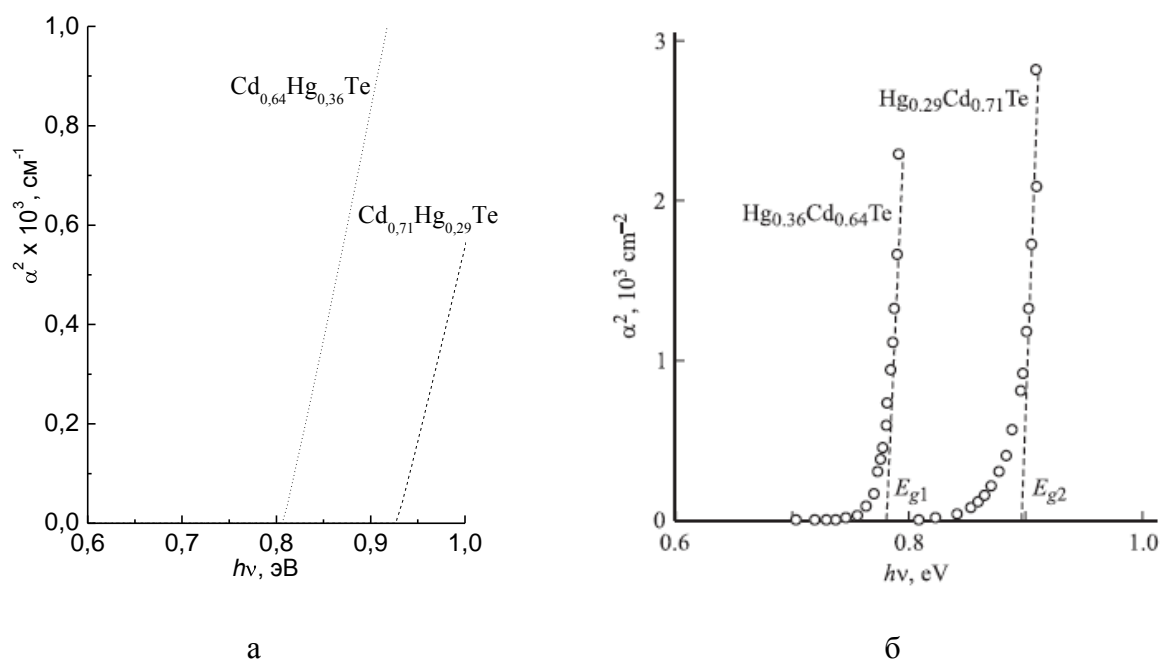 1,0
0,8
0,6
0,4
0,2
0,0
α² x 10³, см⁻¹
Cd₀,₆₄Hg₀,₃₆Te
Cd₀,₇₁Hg₀,₂₉Te
0,6 0,7 0,8 0,9 1,0
hν, эВ
а
3
2
1
0
α², 10³ cm⁻²
Hg₀.₂₉Cd₀.₇₁Te
Hg₀.₃₆Cd₀.₆₄Te
E_g1
E_g2
0.6 0.8 1.0
hν, eV
б